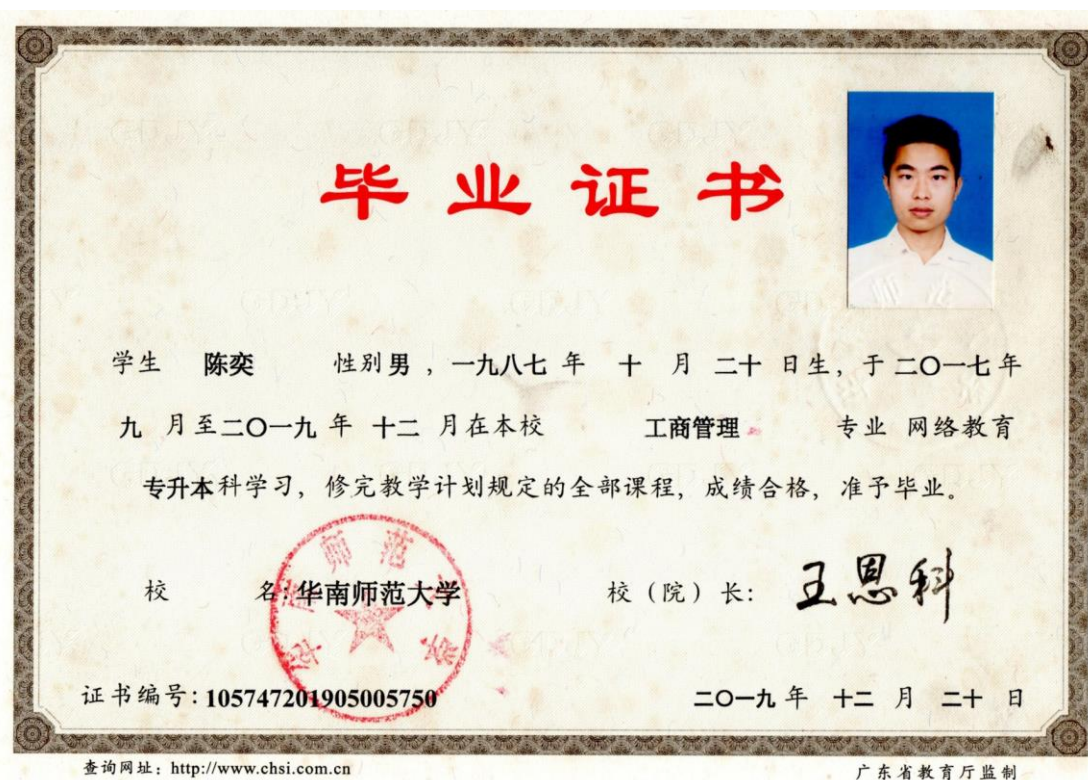 毕业证书
学生 陈奕 性别 男 ，一九八七 年 十 月 二十 日生，于 二〇一七 年
九 月至 二〇一九 年 十二 月在本校 工商管理 专业 网络教育
专升本 科学习，修完教学计划规定的全部课程，成绩合格，准予毕业。
校 名：华南师范大学 校（院）长： 王恩科
证书编号：105747201905005750 二〇一九 年 十二 月 二十 日
查询网址：http://www.chsi.com.cn 广东省教育厅监制